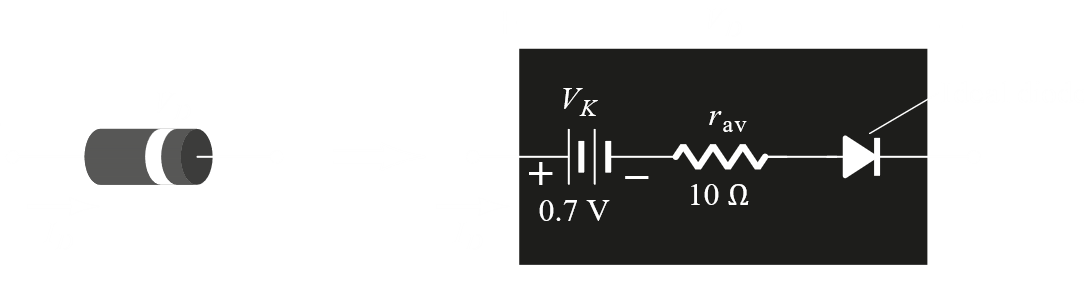 V_K
r_av
+ −
10 Ω
0.7 V